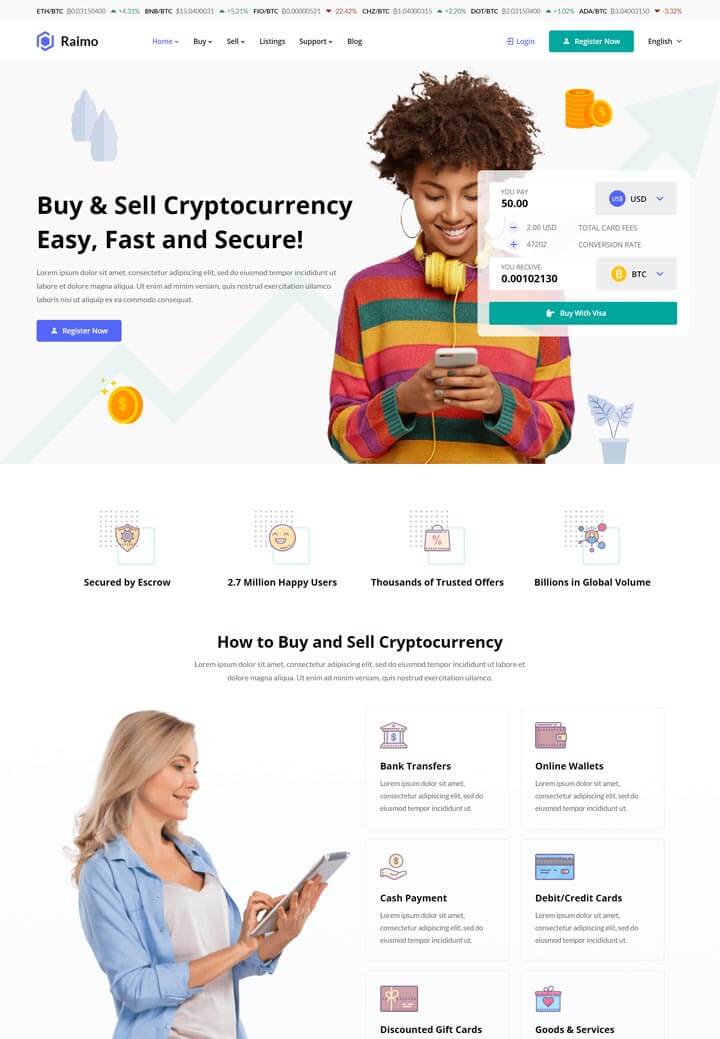 ETH/BTC ₿0.03150400 +4.31% BNB/BTC $15.0400031 +5.21% FIO/BTC ₿0.00000521 -22.42% CHZ/BTC ₿1.04000315 +2.20% DOT/BTC ₿2.03150400 +1.02% ADA/BTC ₿3.04003150 -3.32%
Raimo Home Buy Sell Listings Support Blog Login Register Now English
Buy & Sell Cryptocurrency
Easy, Fast and Secure!
Lorem ipsum dolor sit amet, consectetur adipiscing elit, sed do eiusmod tempor incididunt ut
labore et dolore magna aliqua. Ut enim ad minim veniam, quis nostrud exercitation ullamco
laboris nisi ut aliquip ex ea commodo consequat.
Register Now
YOU PAY
50.00
US$ USD
2.00 USD TOTAL CARD FEES
47202 CONVERSION RATE
YOU RECEIVE
0.00102130
BTC
Buy With Visa
Secured by Escrow
2.7 Million Happy Users
Thousands of Trusted Offers
Billions in Global Volume
How to Buy and Sell Cryptocurrency
Lorem ipsum dolor sit amet, consectetur adipiscing elit, sed do eiusmod tempor incididunt ut labore et
dolore magna aliqua. Ut enim ad minim veniam, quis nostrud exercitation ullamco.
Bank Transfers
Lorem ipsum dolor sit amet,
consectetur adipiscing elit, sed do
eiusmod tempor incididunt ut.
Online Wallets
Lorem ipsum dolor sit amet,
consectetur adipiscing elit, sed do
eiusmod tempor incididunt ut.
Cash Payment
Lorem ipsum dolor sit amet,
consectetur adipiscing elit, sed do
eiusmod tempor incididunt ut.
Debit/Credit Cards
Lorem ipsum dolor sit amet,
consectetur adipiscing elit, sed do
eiusmod tempor incididunt ut.
Discounted Gift Cards
Goods & Services